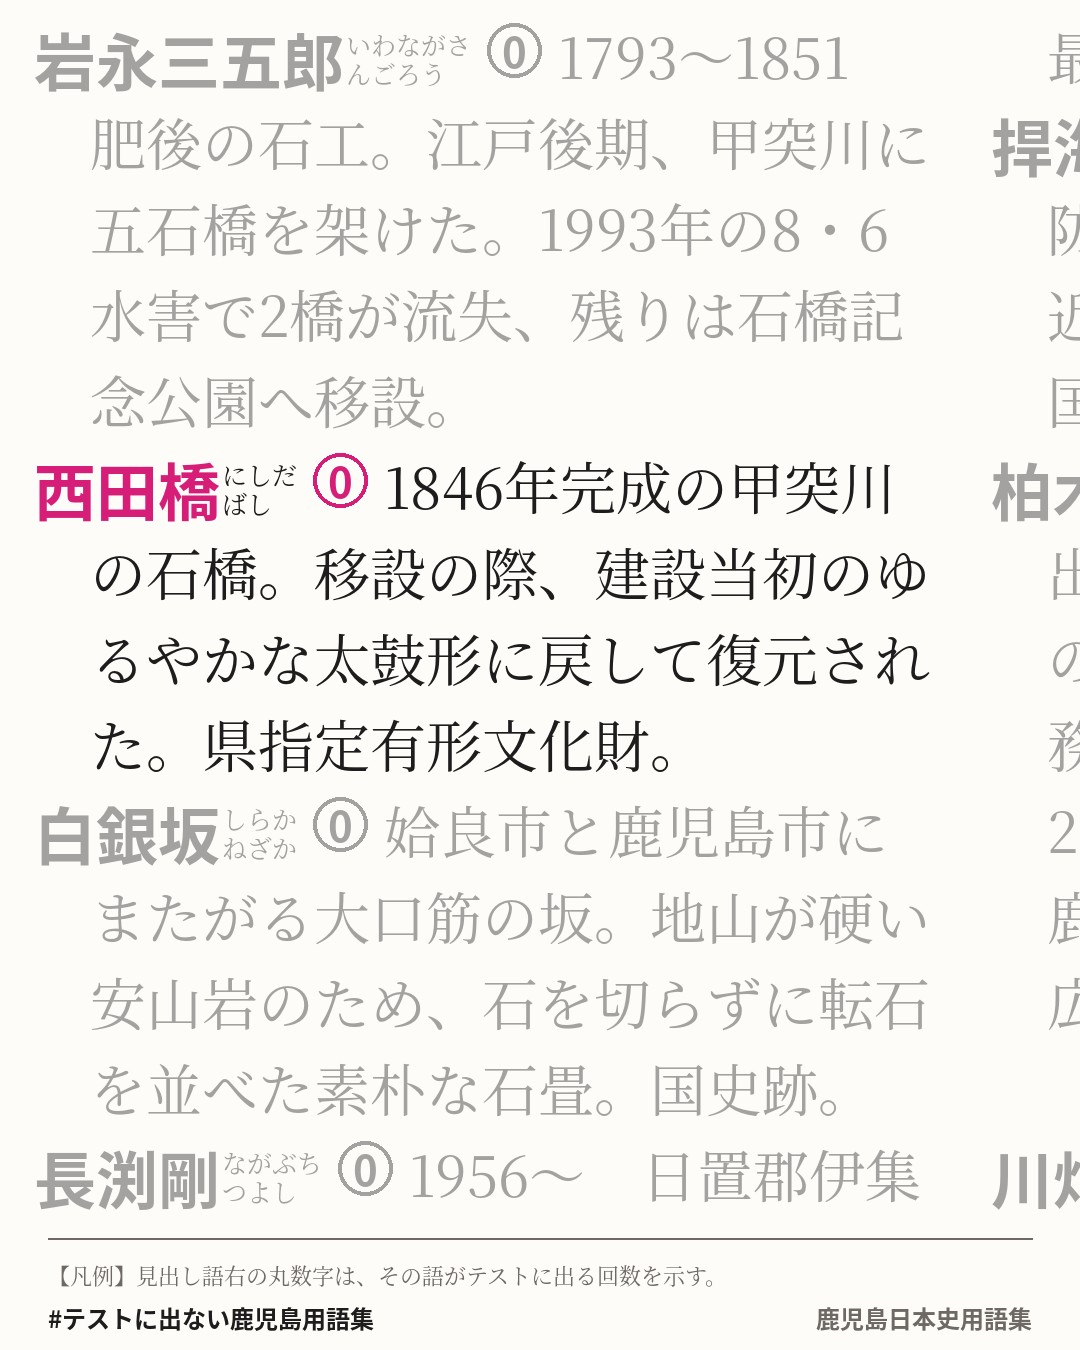 岩永三五郎 いわながさんごろう ⓪ 1793〜1851
肥後の石工。江戸後期、甲突川に
五石橋を架けた。1993年の8・6
水害で2橋が流失、残りは石橋記
念公園へ移設。
西田橋 にしだばし ⓪ 1846年完成の甲突川
の石橋。移設の際、建設当初のゆ
るやかな太鼓形に戻して復元され
た。県指定有形文化財。
白銀坂 しらかねざか ⓪ 姶良市と鹿児島市に
またがる大口筋の坂。地山が硬い
安山岩のため、石を切らずに転石
を並べた素朴な石畳。国史跡。
長渕剛 ながぶちつよし ⓪ 1956〜 日置郡伊集
最
防
近
国
柏
出
の
務
2
鹿
広
川
【凡例】見出し語右の丸数字は、その語がテストに出る回数を示す。
#テストに出ない鹿児島用語集
鹿児島日本史用語集